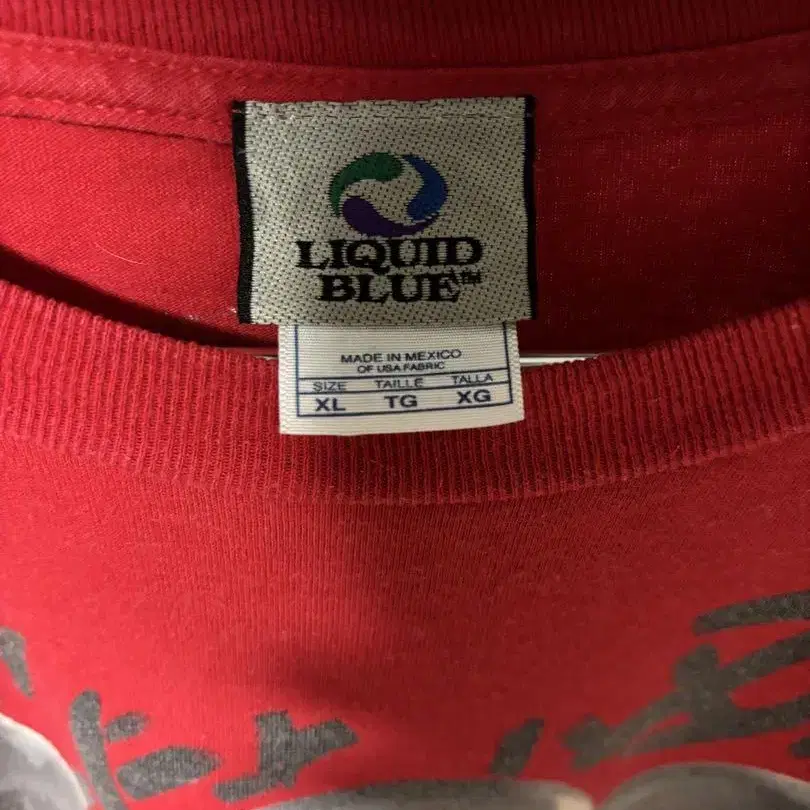 LIQUID
BLUE™
MADE IN MEXICO
OF USA FABRIC
SIZE TAILLE TALLA
XL TG XG